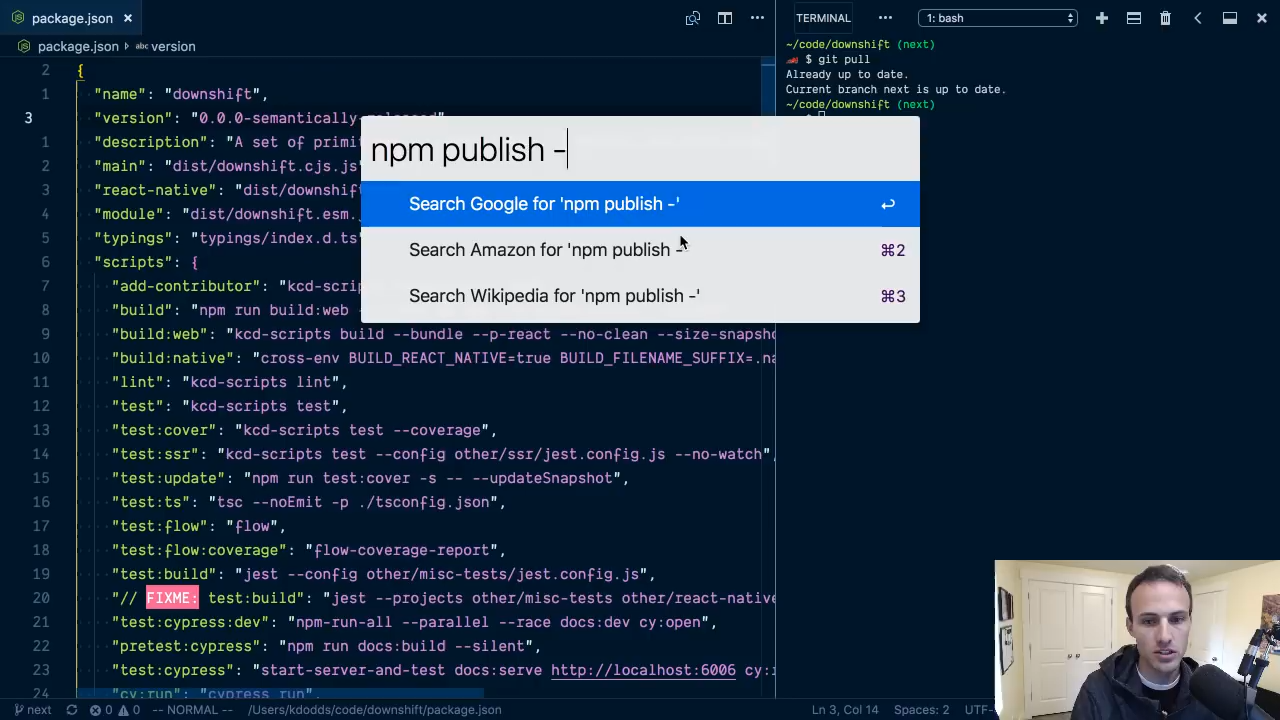 package.json ×
package.json › abc version
2 {
1 "name": "downshift",
3 "version": "0.0.0-semantically-released",
1 "description": "A set of primit
2 "main": "dist/downshift.cjs.js"
3 "react-native": "dist/downshift
4 "module": "dist/downshift.esm.j
5 "typings": "typings/index.d.ts"
6 "scripts": {
7 "add-contributor": "kcd-scrip
8 "build": "npm run build:web -
9 "build:web": "kcd-scripts build --bundle --p-react --no-clean --size-snapsho
10 "build:native": "cross-env BUILD_REACT_NATIVE=true BUILD_FILENAME_SUFFIX=.na
11 "lint": "kcd-scripts lint",
12 "test": "kcd-scripts test",
13 "test:cover": "kcd-scripts test --coverage",
14 "test:ssr": "kcd-scripts test --config other/ssr/jest.config.js --no-watch",
15 "test:update": "npm run test:cover -s -- --updateSnapshot",
16 "test:ts": "tsc --noEmit -p ./tsconfig.json",
17 "test:flow": "flow",
18 "test:flow:coverage": "flow-coverage-report",
19 "test:build": "jest --config other/misc-tests/jest.config.js",
20 "// FIXME: test:build": "jest --projects other/misc-tests other/react-native
21 "test:cypress:dev": "npm-run-all --parallel --race docs:dev cy:open",
22 "pretest:cypress": "npm run docs:build --silent",
23 "test:cypress": "start-server-and-test docs:serve http://localhost:6006 cy:r
24 "cy:run": "cypress run",
npm publish -
Search Google for 'npm publish -'
Search Amazon for 'npm publish - ⌘2
Search Wikipedia for 'npm publish -' ⌘3
TERMINAL ••• 1: bash
~/code/downshift (next)
$ git pull
Already up to date.
Current branch next is up to date.
~/code/downshift (next)
next 0 0 -- NORMAL -- /Users/kdodds/code/downshift/package.json Ln 3, Col 14 Spaces: 2 UTF-